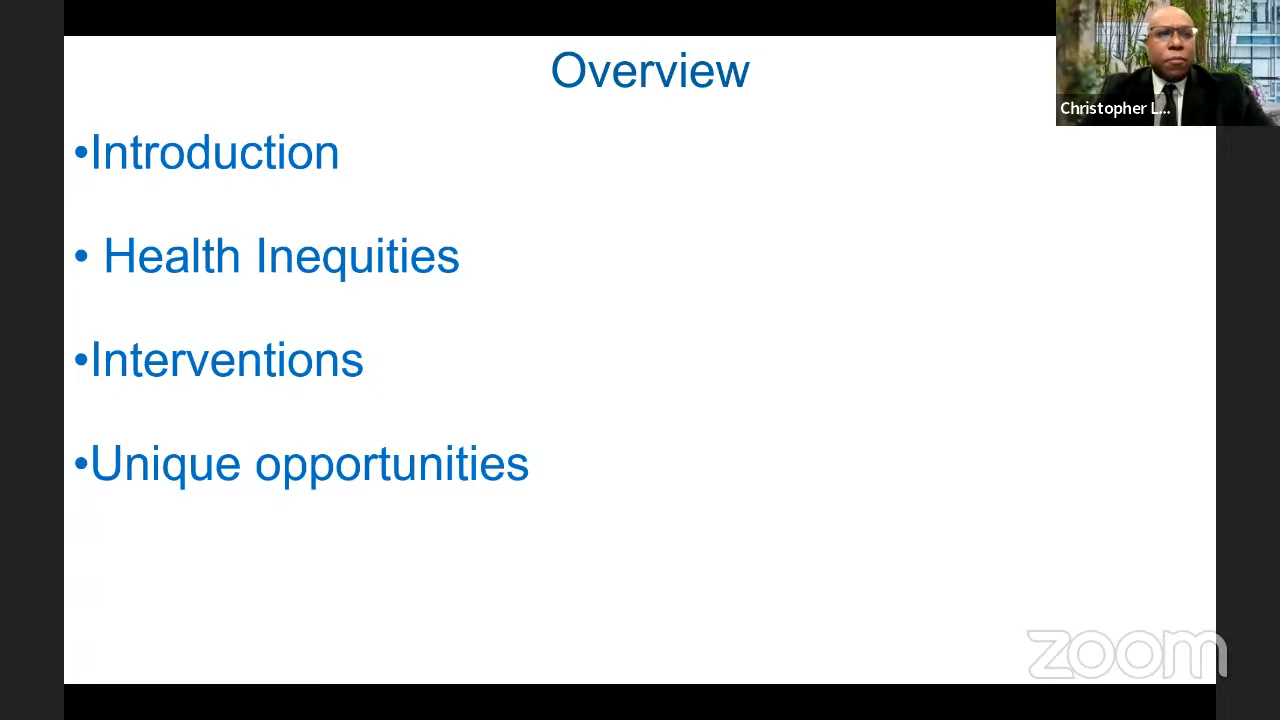 Overview
Christopher L...
•Introduction
• Health Inequities
•Interventions
•Unique opportunities
zoom